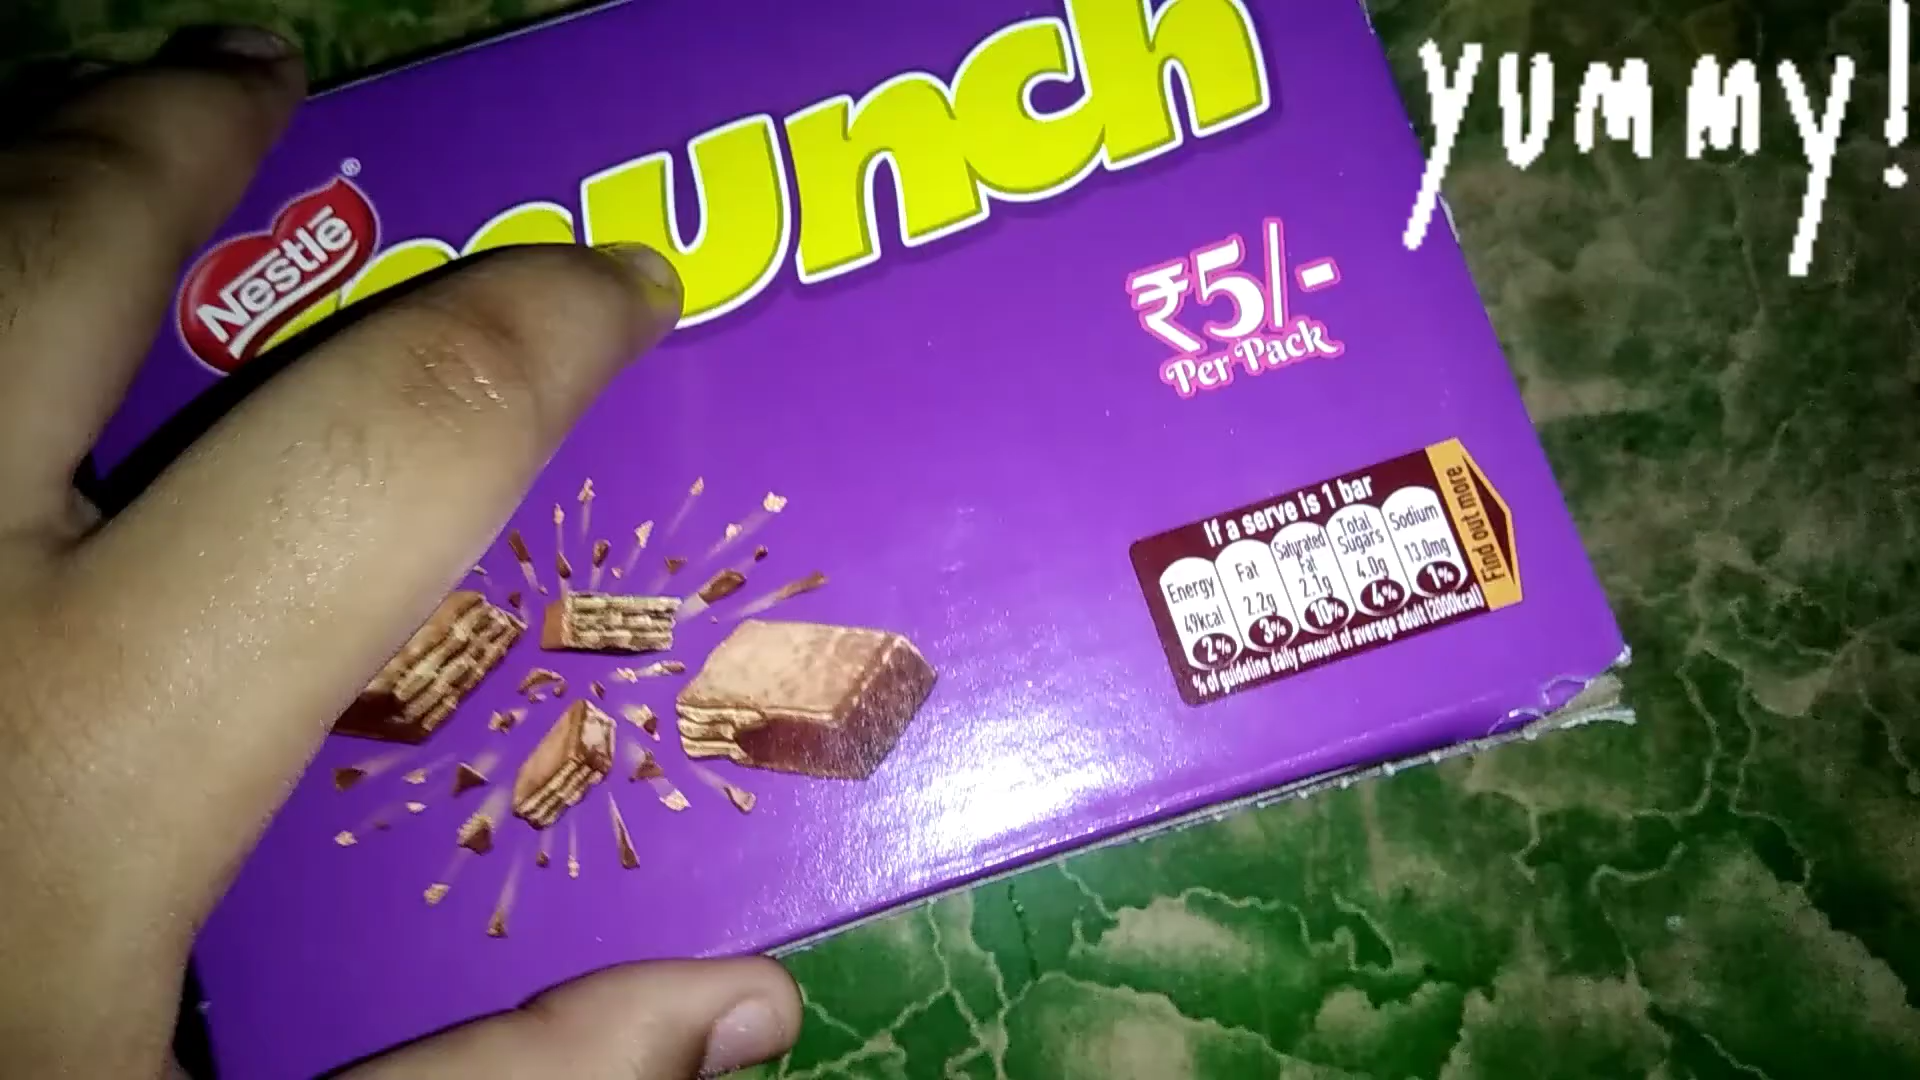 yummy!
Nestlé®
munch
₹5/-
Per Pack
If a serve is 1 bar
Energy
49kcal
2%
Fat
2.2g
3%
Saturated
Fat
2.1g
10%
Total
Sugars
4.0g
4%
Sodium
13.0mg
1%
% of guideline daily amount of average adult (2000kcal)
Find out more